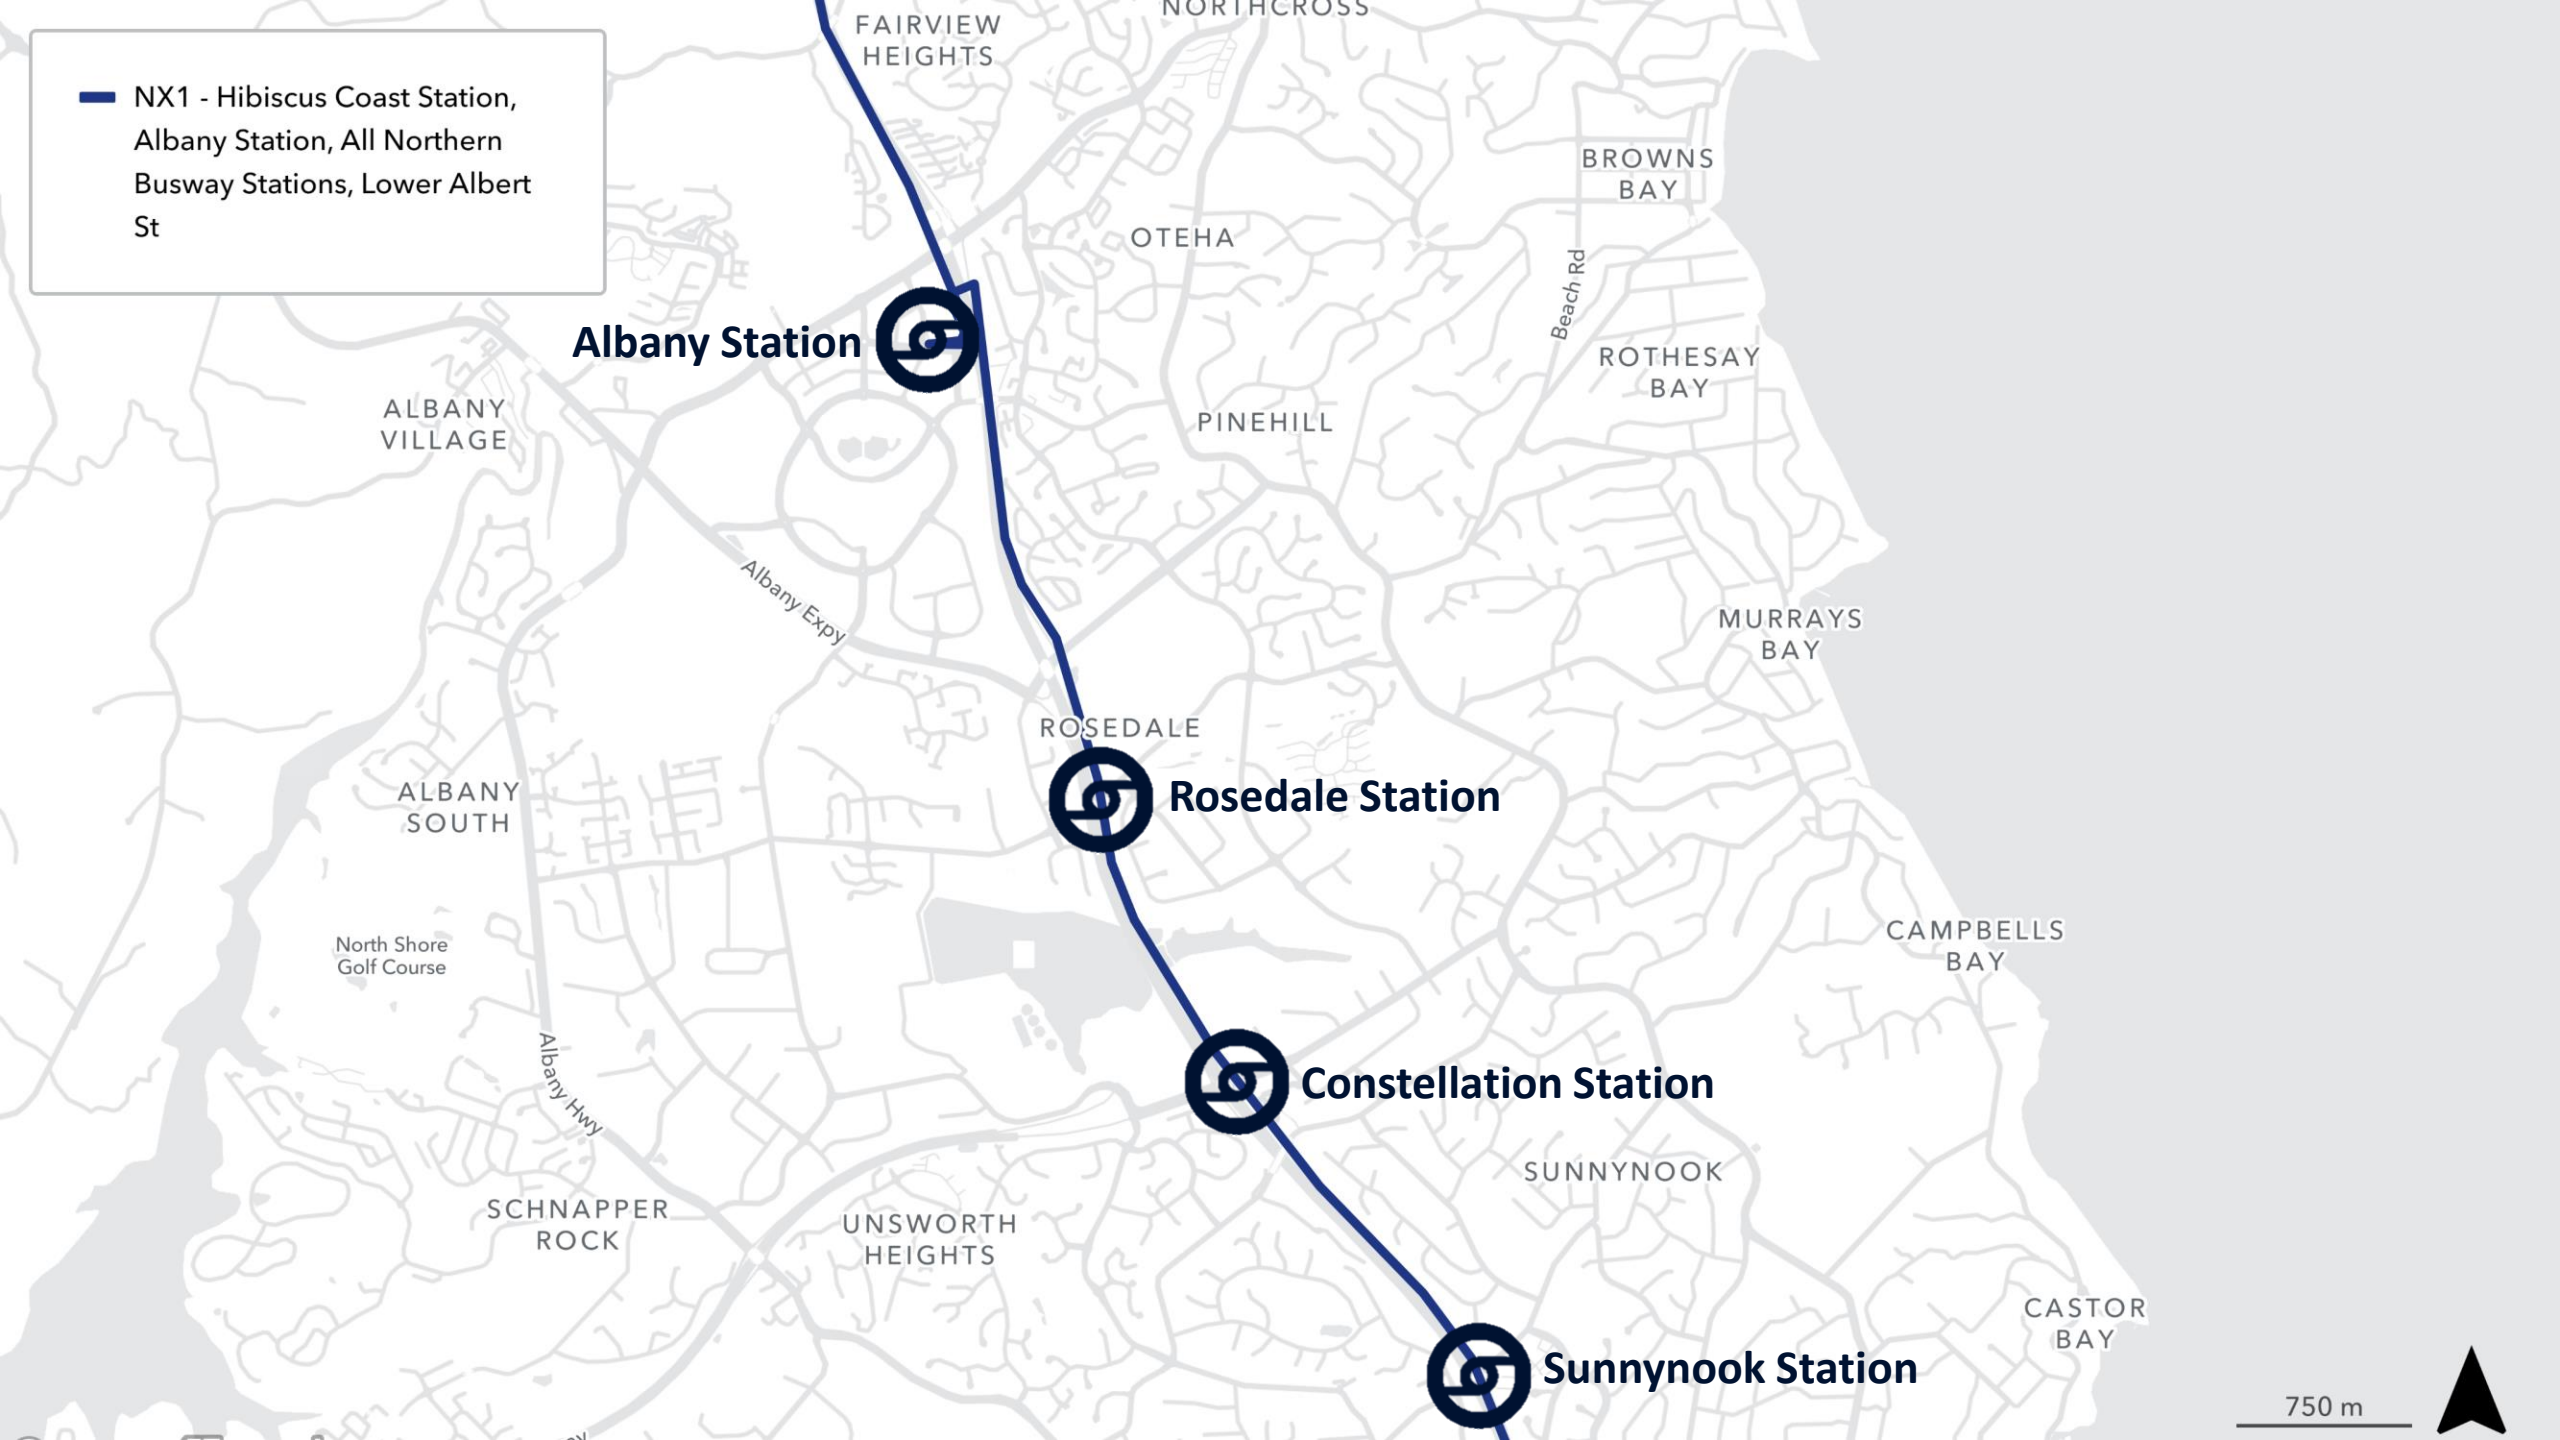 NORTHCROSS
FAIRVIEW
HEIGHTS
NX1 - Hibiscus Coast Station,
Albany Station, All Northern
Busway Stations, Lower Albert
St
BROWNS
BAY
OTEHA
Beach Rd
Albany Station
ROTHESAY
BAY
ALBANY
VILLAGE
PINEHILL
Albany Expy
MURRAYS
BAY
ROSEDALE
Rosedale Station
ALBANY
SOUTH
North Shore
Golf Course
CAMPBELLS
BAY
Albany Hwy
Constellation Station
SUNNYNOOK
SCHNAPPER
ROCK
UNSWORTH
HEIGHTS
CASTOR
BAY
Sunnynook Station
750 m